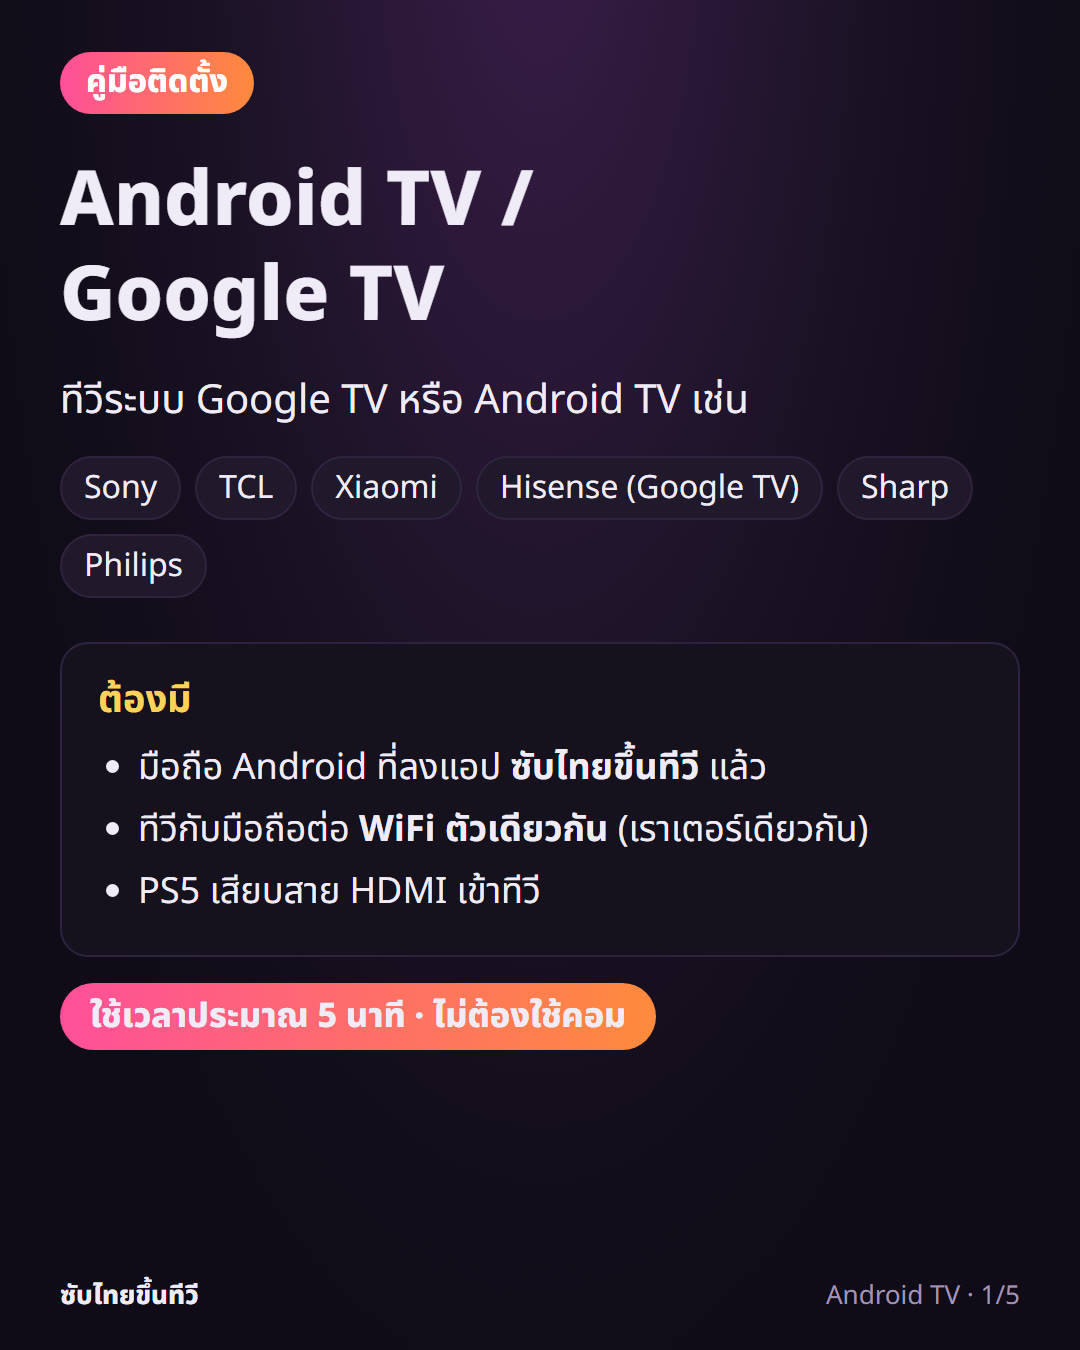 คู่มือติดตั้ง
Android TV /
Google TV
ทีวีระบบ Google TV หรือ Android TV เช่น
Sony TCL Xiaomi Hisense (Google TV) Sharp
Philips
ต้องมี
• มือถือ Android ที่ลงแอป ซับไทยขึ้นทีวี แล้ว
• ทีวีกับมือถือต่อ WiFi ตัวเดียวกัน (เราเตอร์เดียวกัน)
• PS5 เสียบสาย HDMI เข้าทีวี
ใช้เวลาประมาณ 5 นาที · ไม่ต้องใช้คอม
ซับไทยขึ้นทีวี
Android TV · 1/5